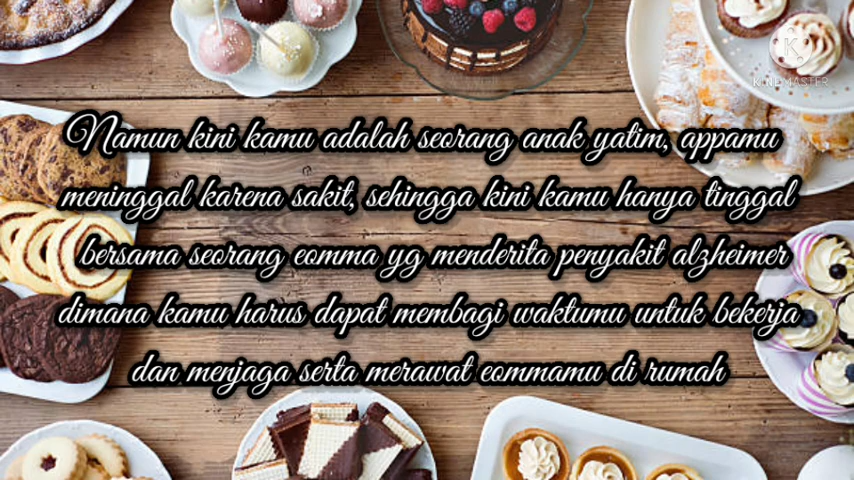 KINEMASTER
Namun kini kamu adalah seorang anak yatim, appamu
meninggal karena sakit, sehingga kini kamu hanya tinggal
bersama seorang eomma yg menderita penyakit alzheimer
dimana kamu harus dapat membagi waktumu untuk bekerja
dan menjaga serta merawat eommamu di rumah